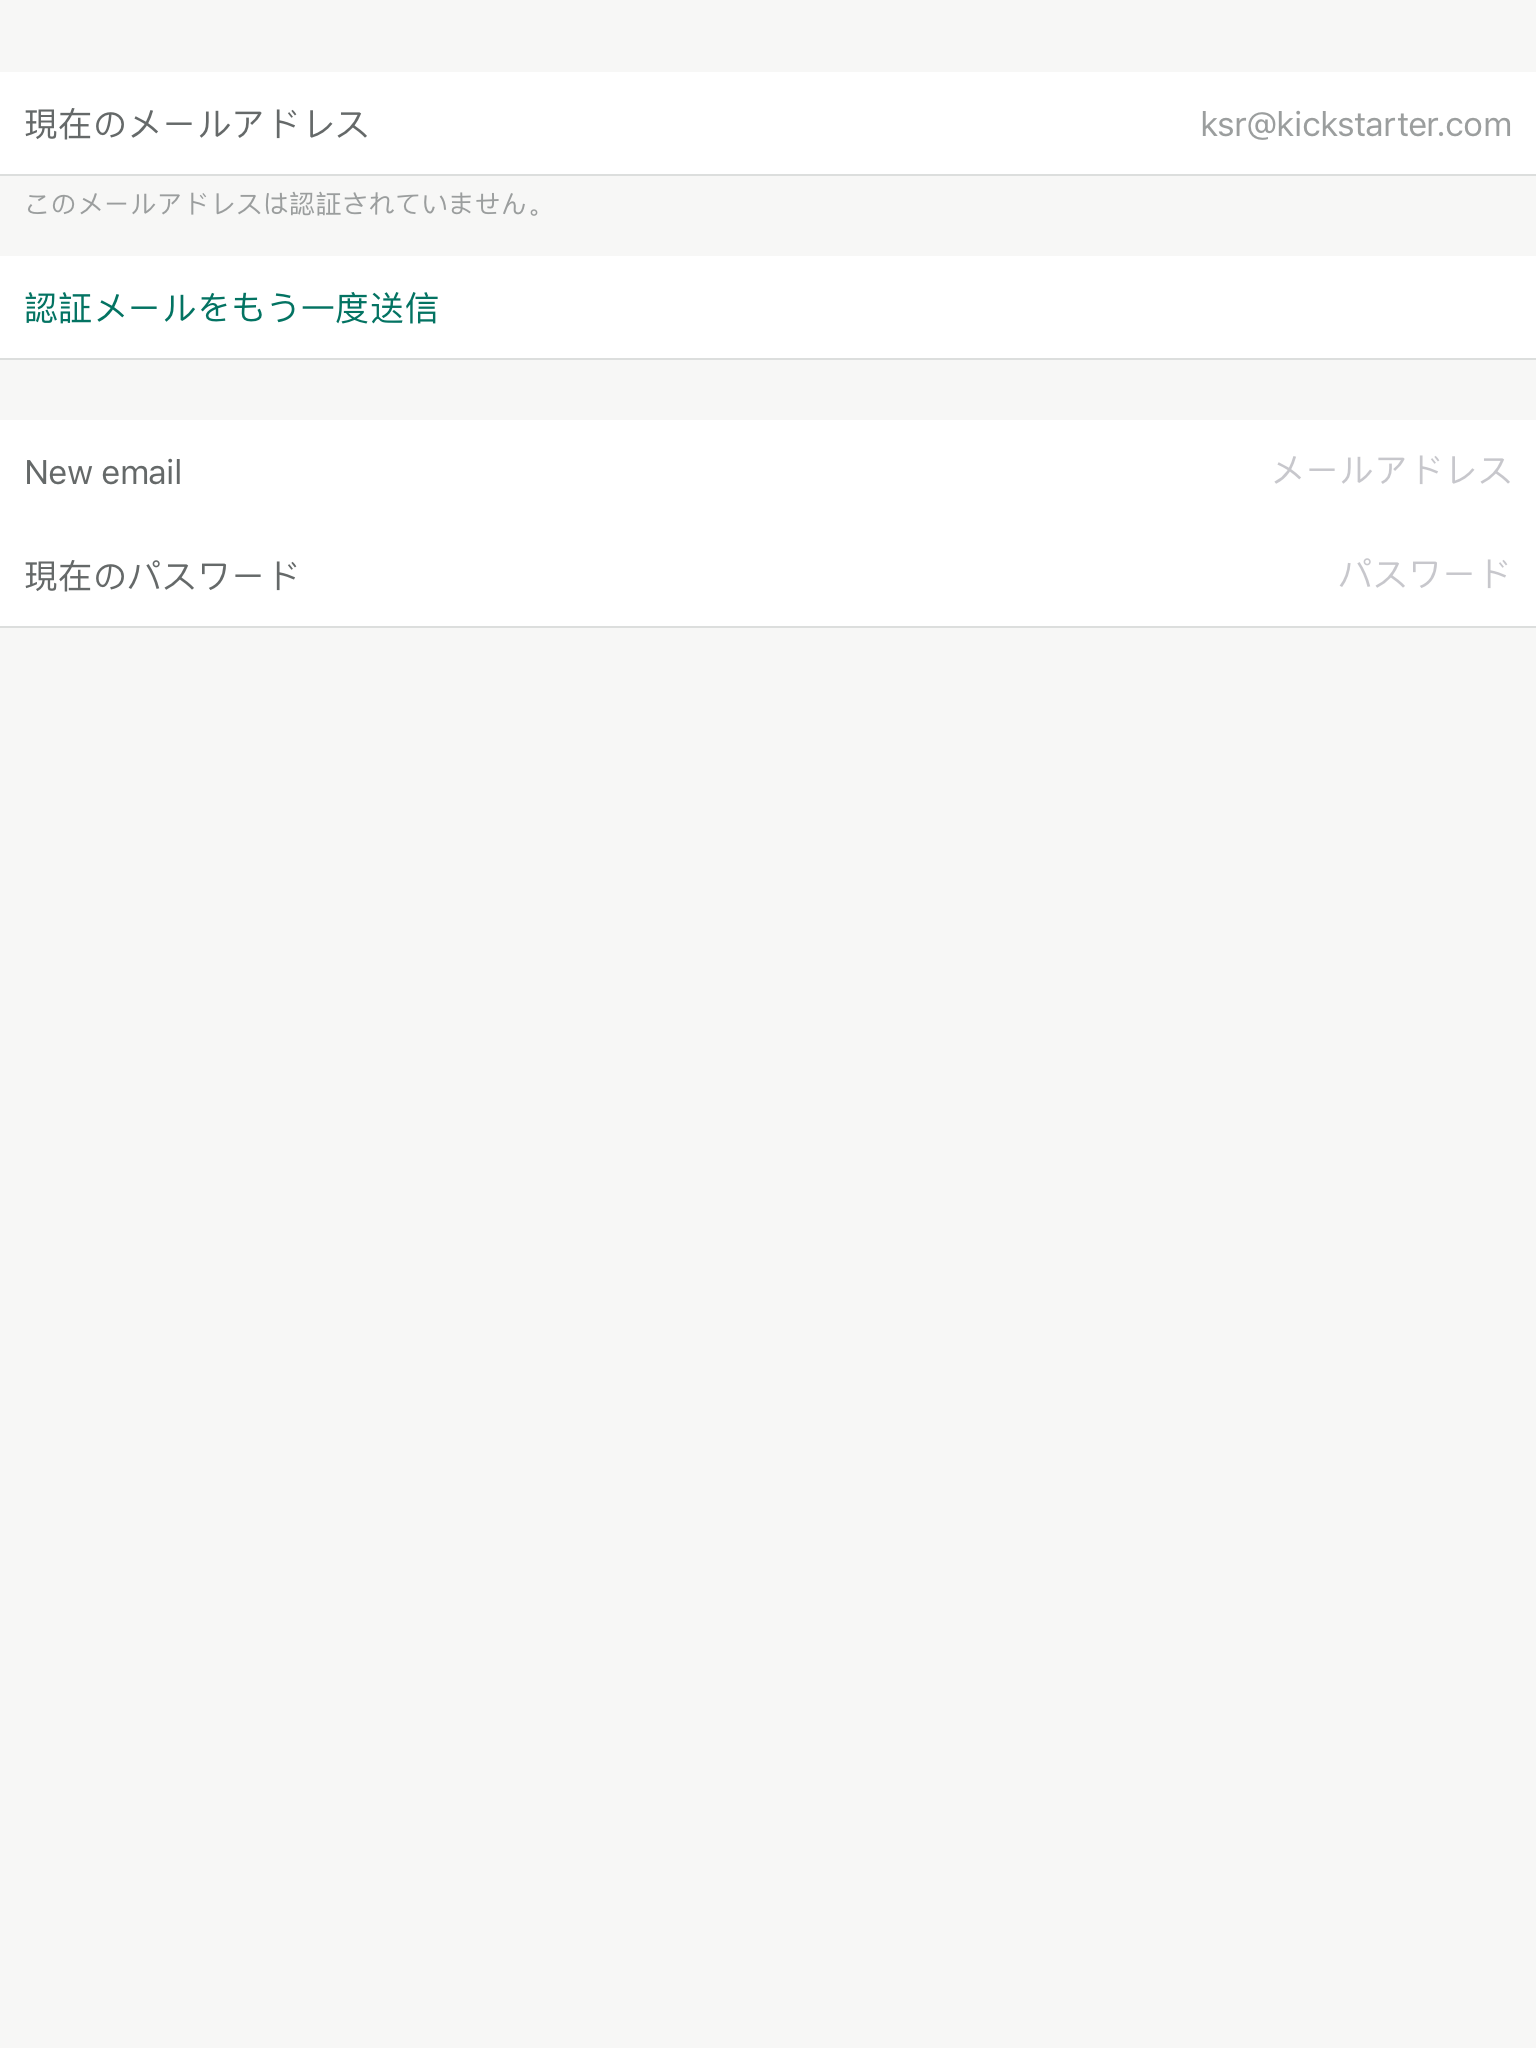 現在のメールアドレス ksr@kickstarter.com
このメールアドレスは認証されていません。
認証メールをもう一度送信
New email メールアドレス
現在のパスワード パスワード